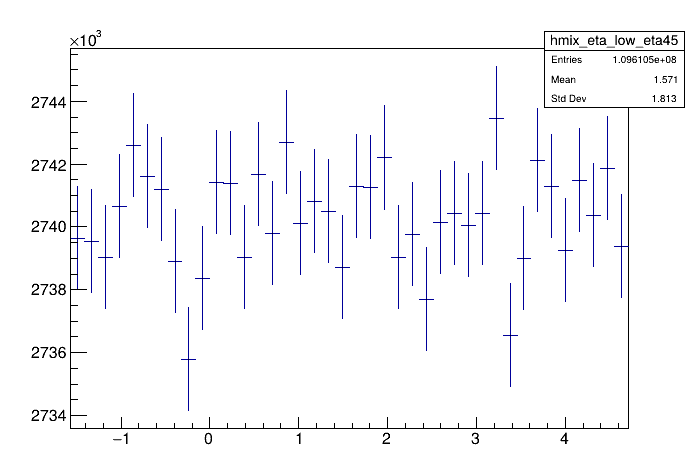 ×10³
hmix_eta_low_eta45
Entries 1.096105e+08
Mean 1.571
Std Dev 1.813
2744
2742
2740
2738
2736
2734
−1 0 1 2 3 4